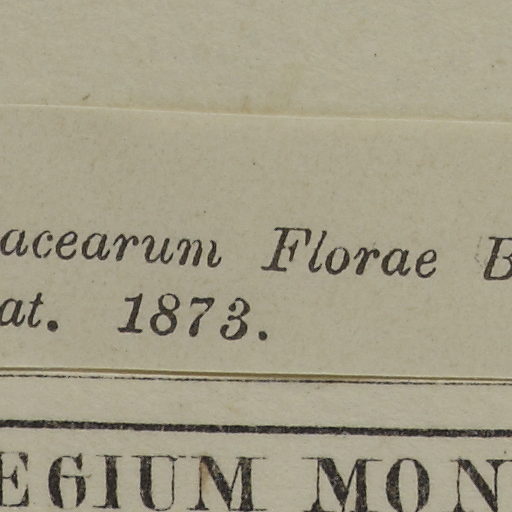 acearum Florae B
at. 1873.
EGIUM MON